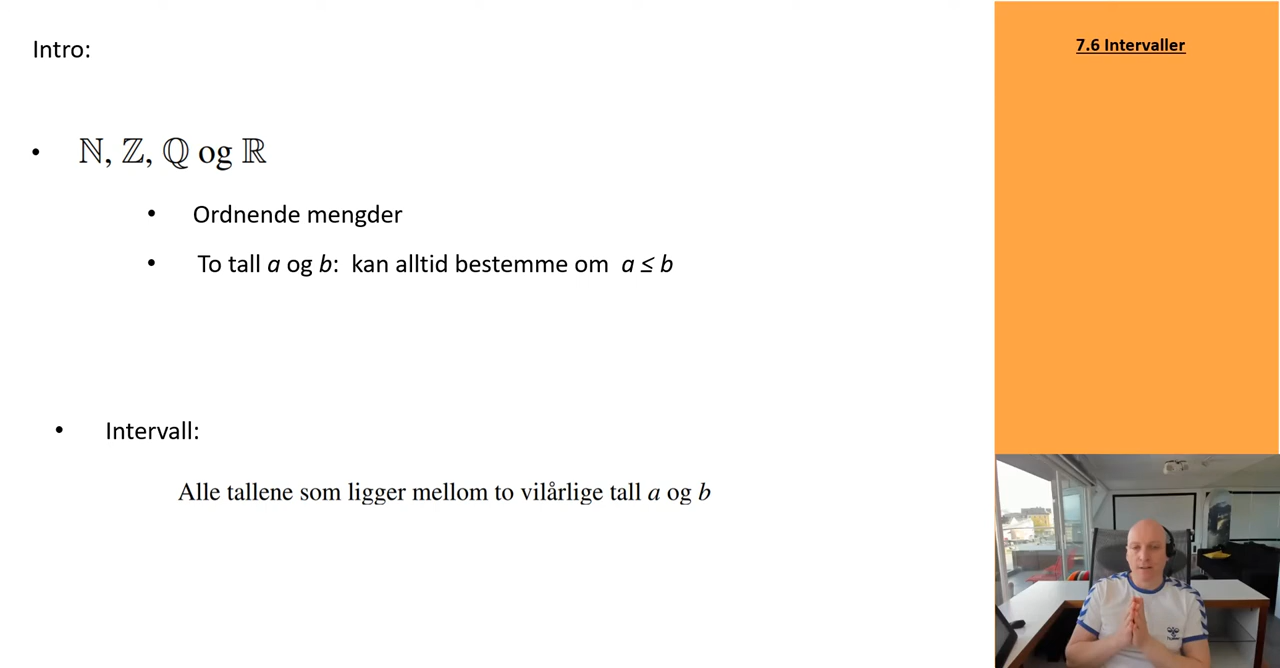 Intro:
7.6 Intervaller
• ℕ, ℤ, ℚ og ℝ
• Ordnende mengder
• To tall a og b: kan alltid bestemme om a ≤ b
• Intervall:
Alle tallene som ligger mellom to vilårlige tall a og b